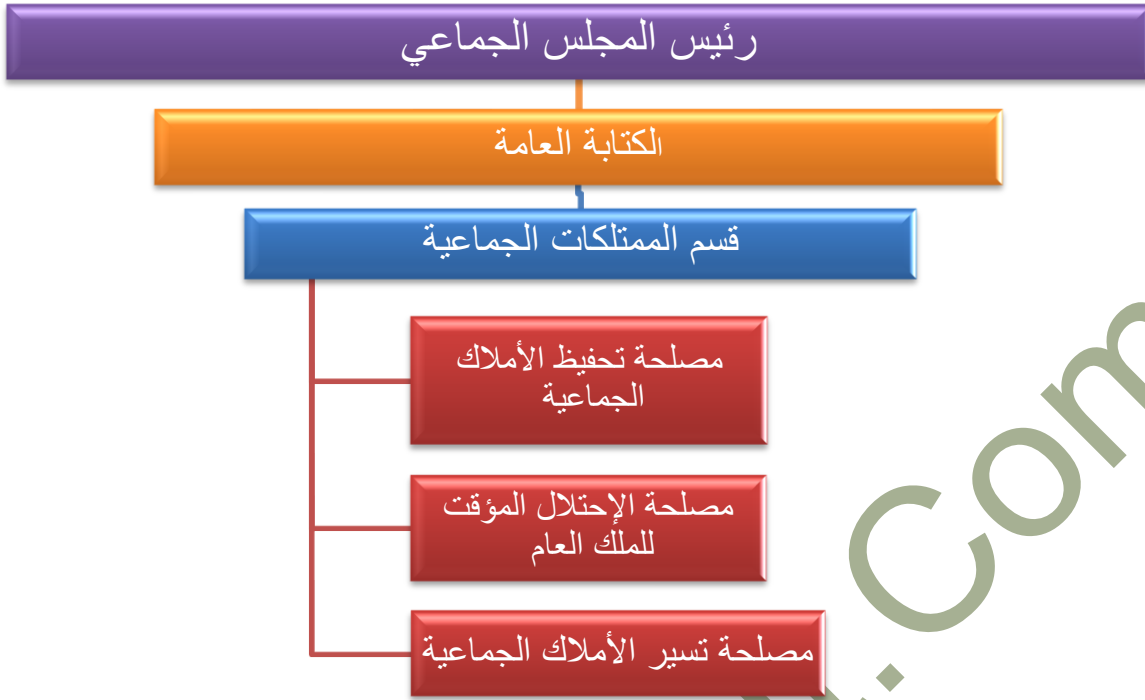 رئيس المجلس الجماعي
الكتابة العامة
قسم الممتلكات الجماعية
مصلحة تحفيظ الأملاك
الجماعية
مصلحة الإحتلال المؤقت
للملك العام
مصلحة تسير الأملاك الجماعية
. Com